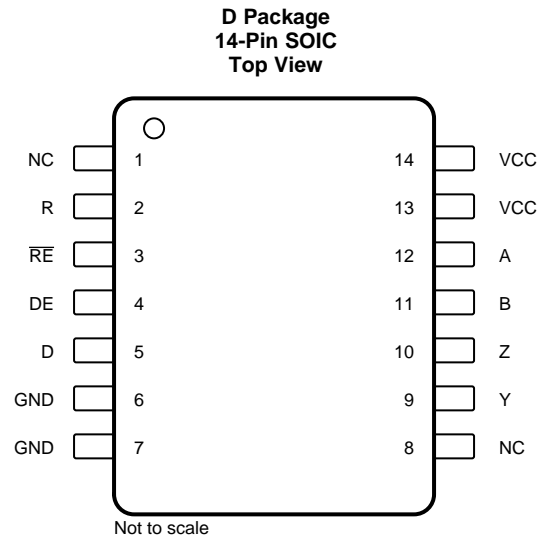 D Package
14-Pin SOIC
Top View
NC 1 14 VCC
R 2 13 VCC
R̅E̅ 3 12 A
DE 4 11 B
D 5 10 Z
GND 6 9 Y
GND 7 8 NC
Not to scale